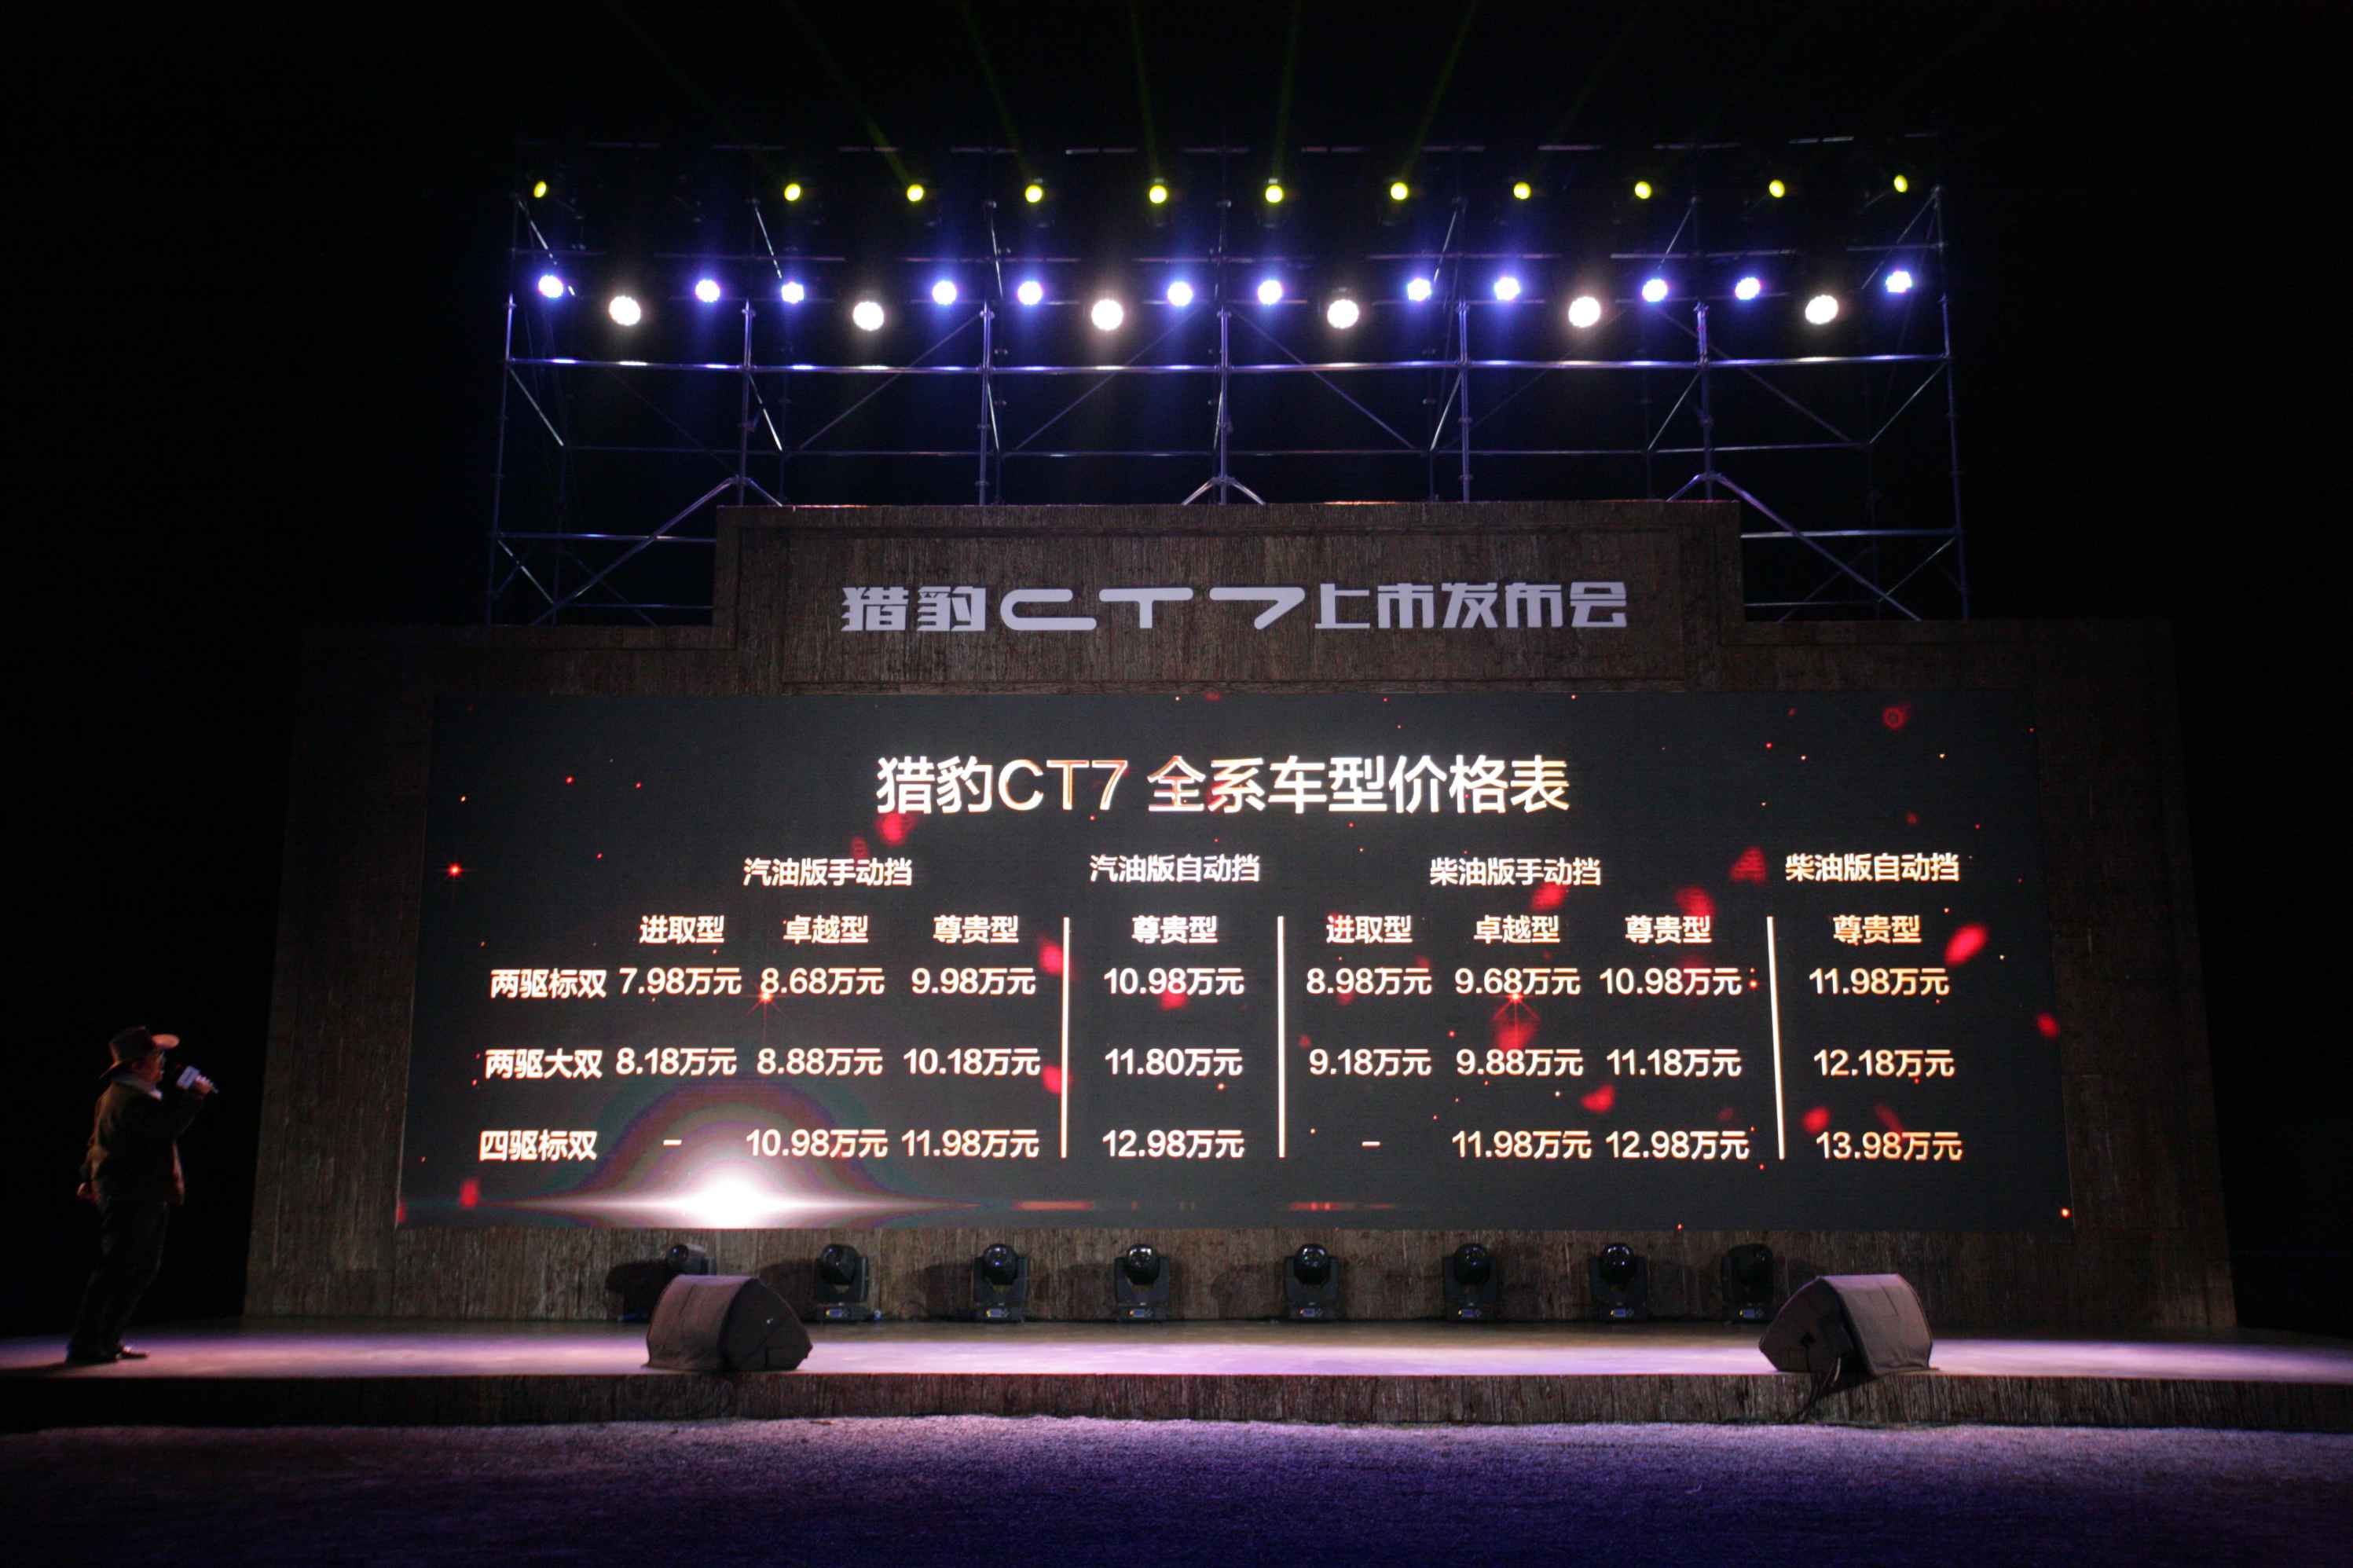 猎豹CT7上市发布会
猎豹CT7 全系车型价格表
汽油版手动挡 汽油版自动挡 柴油版手动挡 柴油版自动挡
进取型 卓越型 尊贵型 尊贵型 进取型 卓越型 尊贵型 尊贵型
两驱标双 7.98万元 8.68万元 9.98万元 10.98万元 8.98万元 9.68万元 10.98万元 11.98万元
两驱大双 8.18万元 8.88万元 10.18万元 11.80万元 9.18万元 9.88万元 11.18万元 12.18万元
四驱标双 – 10.98万元 11.98万元 12.98万元 – 11.98万元 12.98万元 13.98万元